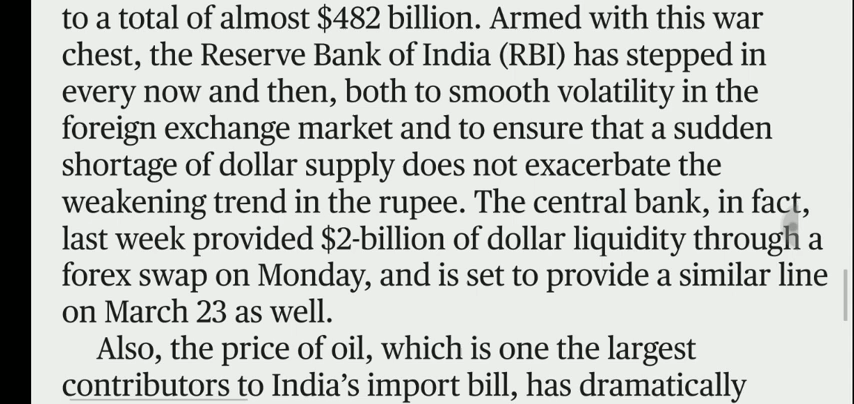 to a total of almost $482 billion. Armed with this war
chest, the Reserve Bank of India (RBI) has stepped in
every now and then, both to smooth volatility in the
foreign exchange market and to ensure that a sudden
shortage of dollar supply does not exacerbate the
weakening trend in the rupee. The central bank, in fact,
last week provided $2-billion of dollar liquidity through a
forex swap on Monday, and is set to provide a similar line
on March 23 as well.
Also, the price of oil, which is one the largest
contributors to India’s import bill, has dramatically